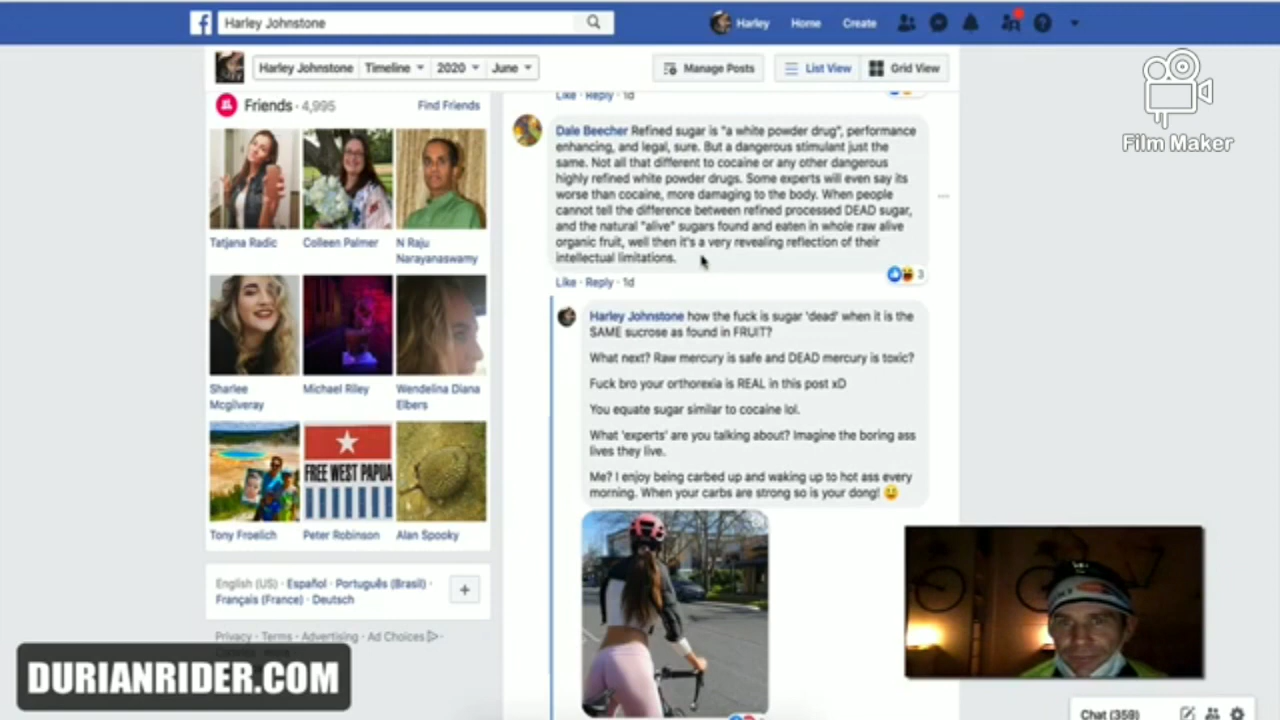 Harley Johnstone
Harley
Home
Create
Harley Johnstone
Timeline
2020
June
Manage Posts
List View
Grid View
Film Maker
Friends · 4,995
Find Friends
Tatjana Radic
Colleen Palmer
N Raju
Narayanaswamy
Sharlee
Mcgilveray
Michael Riley
Wendelina Diana
Elbers
FREE WEST PAPUA
Tony Froelich
Peter Robinson
Alan Spooky
English (US) · Español · Português (Brasil) ·
Français (France) · Deutsch
+
Privacy · Terms · Advertising · Ad Choices ·
DURIANRIDER.COM
Like · Reply · 1d
Dale Beecher Refined sugar is "a white powder drug", performance
enhancing, and legal, sure. But a dangerous stimulant just the
same. Not all that different to cocaine or any other dangerous
highly refined white powder drugs. Some experts will even say its
worse than cocaine, more damaging to the body. When people
cannot tell the difference between refined processed DEAD sugar,
and the natural "alive" sugars found and eaten in whole raw alive
organic fruit, well then it's a very revealing reflection of their
intellectual limitations.
3
Like · Reply · 1d
Harley Johnstone how the fuck is sugar 'dead' when it is the
SAME sucrose as found in FRUIT?
What next? Raw mercury is safe and DEAD mercury is toxic?
Fuck bro your orthorexia is REAL in this post xD
You equate sugar similar to cocaine lol.
What 'experts' are you talking about? Imagine the boring ass
lives they live.
Me? I enjoy being carbed up and waking up to hot ass every
morning. When your carbs are strong so is your dong!
Chat (359)